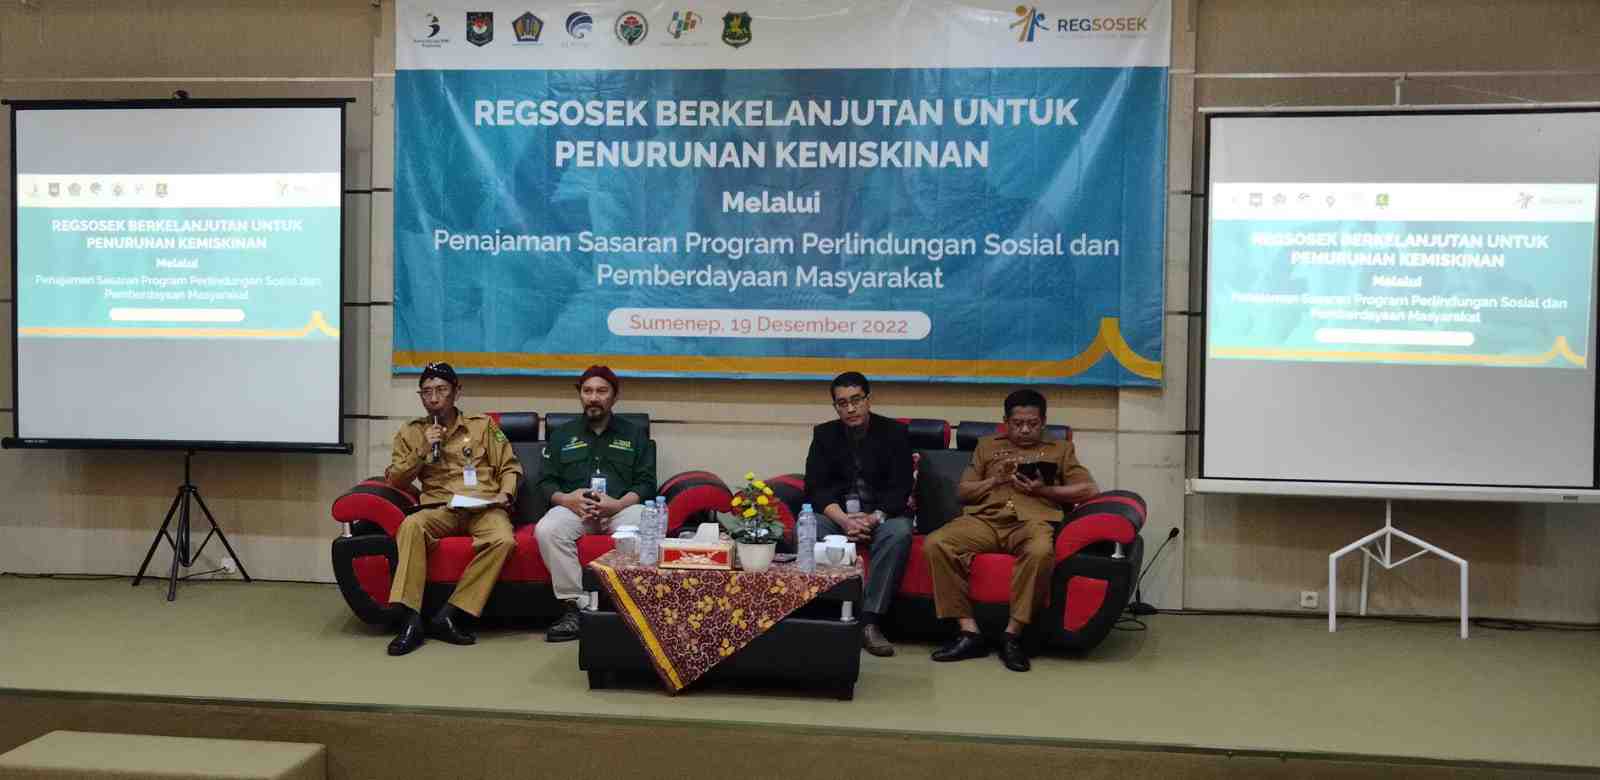 REGSOSEK
REGSOSEK BERKELANJUTAN UNTUK
PENURUNAN KEMISKINAN
Melalui
Penajaman Sasaran Program Perlindungan Sosial dan
Pemberdayaan Masyarakat
Sumenep, 19 Desember 2022
REGSOSEK BERKELANJUTAN UNTUK
PENURUNAN KEMISKINAN
Melalui
Penajaman Sasaran Program Perlindungan Sosial dan
Pemberdayaan Masyarakat
REGSOSEK
REGSOSEK BERKELANJUTAN UNTUK
PENURUNAN KEMISKINAN
Melalui
Penajaman Sasaran Program Perlindungan Sosial dan
Pemberdayaan Masyarakat